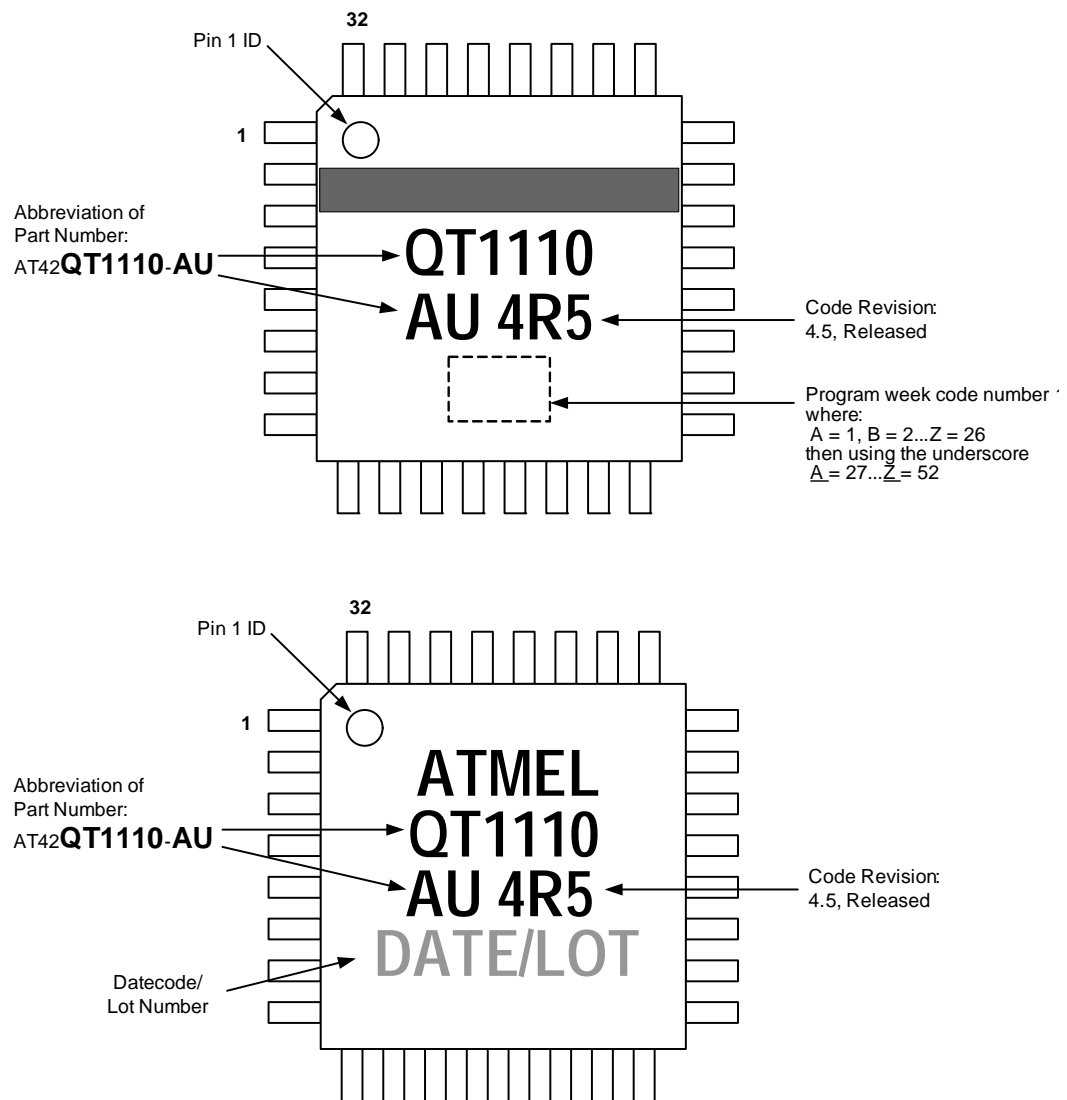 32
Pin 1 ID
1
Abbreviation of
Part Number:
AT42QT1110-AU
QT1110
AU 4R5
Code Revision:
4.5, Released
Program week code number
where:
A = 1, B = 2...Z = 26
then using the underscore
A = 27...Z = 52
32
Pin 1 ID
1
ATMEL
Abbreviation of
Part Number:
AT42QT1110-AU
QT1110
AU 4R5
Code Revision:
4.5, Released
DATE/LOT
Datecode/
Lot Number